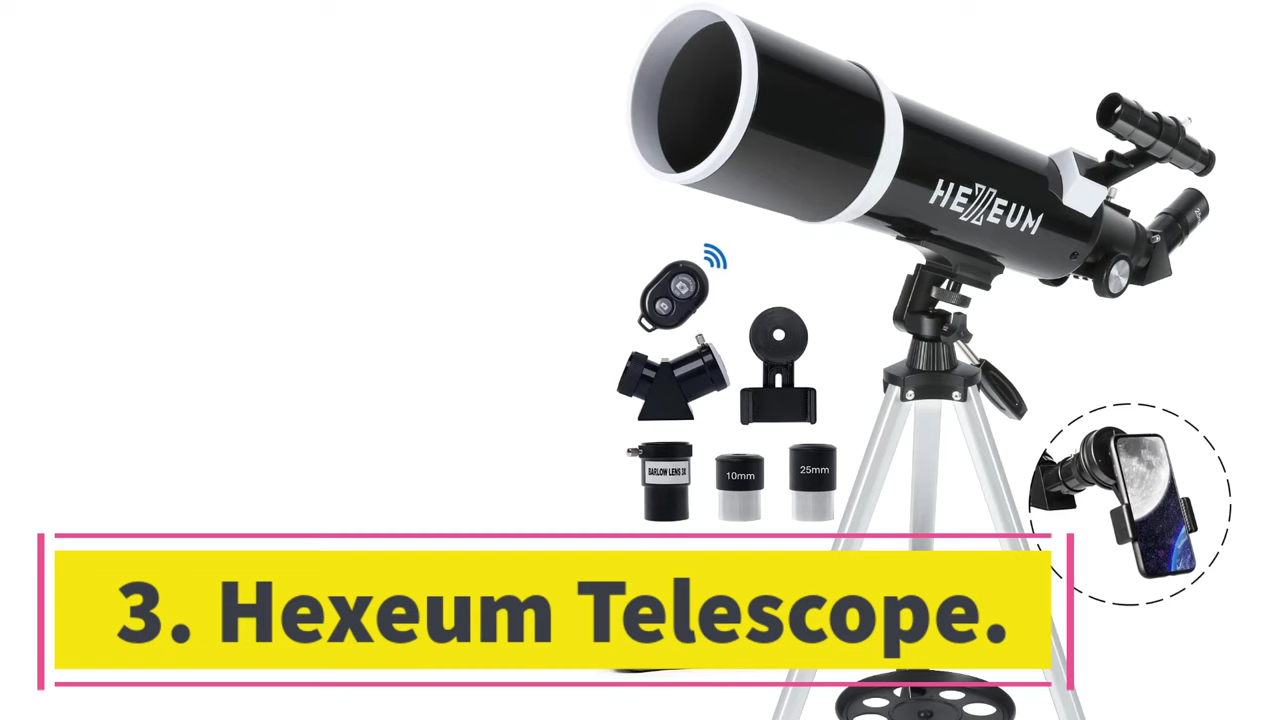 HEXEUM
BARLOW LENS 3X
10mm
25mm
3. Hexeum Telescope.